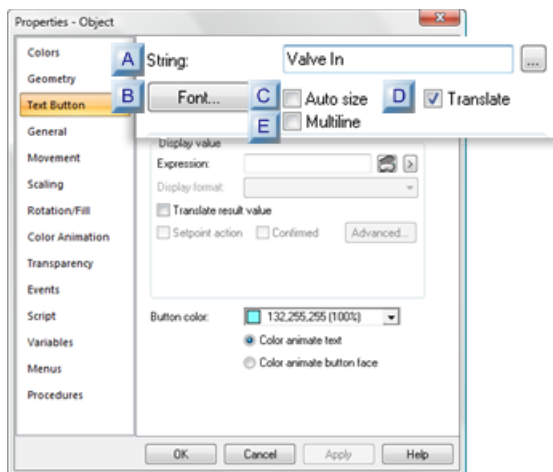 Properties - Object
Colors
Geometry
Text Button
General
Movement
Scaling
Rotation/Fill
Color Animation
Transparency
Events
Script
Variables
Menus
Procedures
A String: Valve In ...
B Font... C Auto size D Translate
E Multiline
Display value
Expression: >
Display format:
Translate result value
Setpoint action Confirmed Advanced...
Button color: 132,255,255 (100%)
Color animate text
Color animate button face
OK Cancel Apply Help